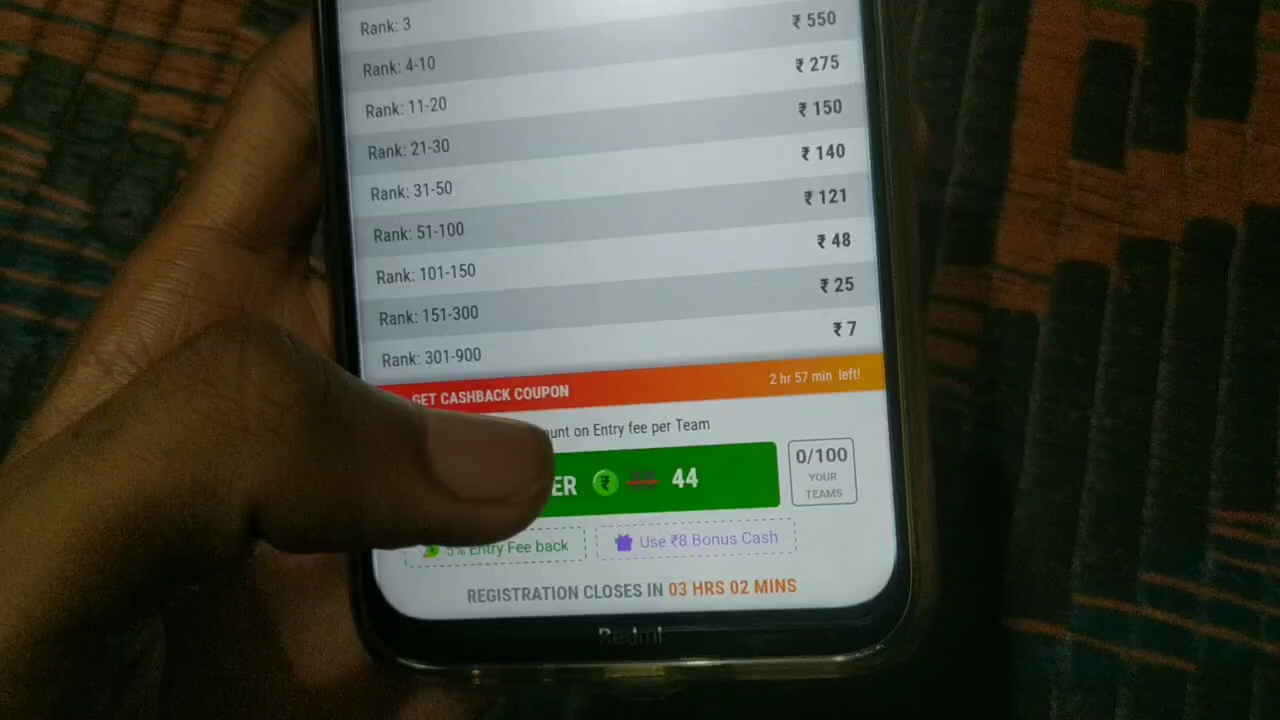 Rank: 3 ₹ 550
Rank: 4-10 ₹ 275
Rank: 11-20 ₹ 150
Rank: 21-30 ₹ 140
Rank: 31-50 ₹ 121
Rank: 51-100 ₹ 48
Rank: 101-150 ₹ 25
Rank: 151-300 ₹ 7
Rank: 301-900
GET CASHBACK COUPON 2 hr 57 min left!
on Entry fee per Team
₹ 44
0/100
YOUR
TEAMS
5% Entry Fee back Use ₹8 Bonus Cash
REGISTRATION CLOSES IN 03 HRS 02 MINS
Redmi